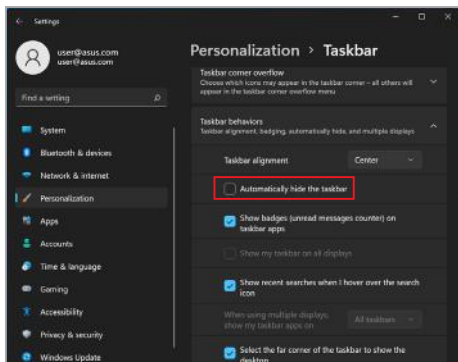 Settings
user@asus.com
user@asus.com
Find a setting
System
Bluetooth & devices
Network & internet
Personalization
Apps
Accounts
Time & language
Gaming
Accessibility
Privacy & security
Windows Update
Personalization > Taskbar
Taskbar corner overflow
Choose which icons may appear in the taskbar corner – all others will
appear in the taskbar corner overflow menu
Taskbar behaviors
Taskbar alignment, badging, automatically hide, and multiple displays
Taskbar alignment
Center
Automatically hide the taskbar
Show badges (unread messages counter) on
taskbar apps
Show my taskbar on all displays
Show recent searches when I hover over the search
icon
When using multiple displays,
show my taskbar apps on
All taskbars
Select the far corner of the taskbar to show the
desktop